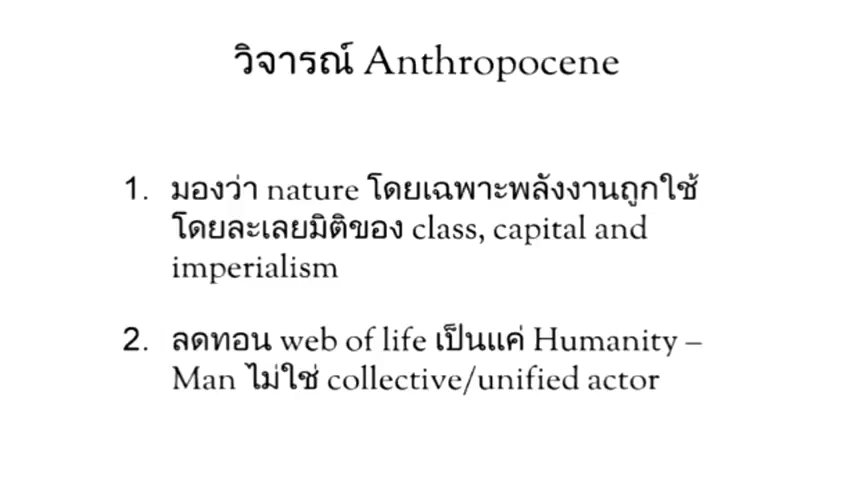 วิจารณ์ Anthropocene
1. มองว่า nature โดยเฉพาะพลังงานถูกใช้
โดยละเลยมิติของ class, capital and
imperialism
2. ลดทอน web of life เป็นแค่ Humanity –
Man ไม่ใช่ collective/unified actor